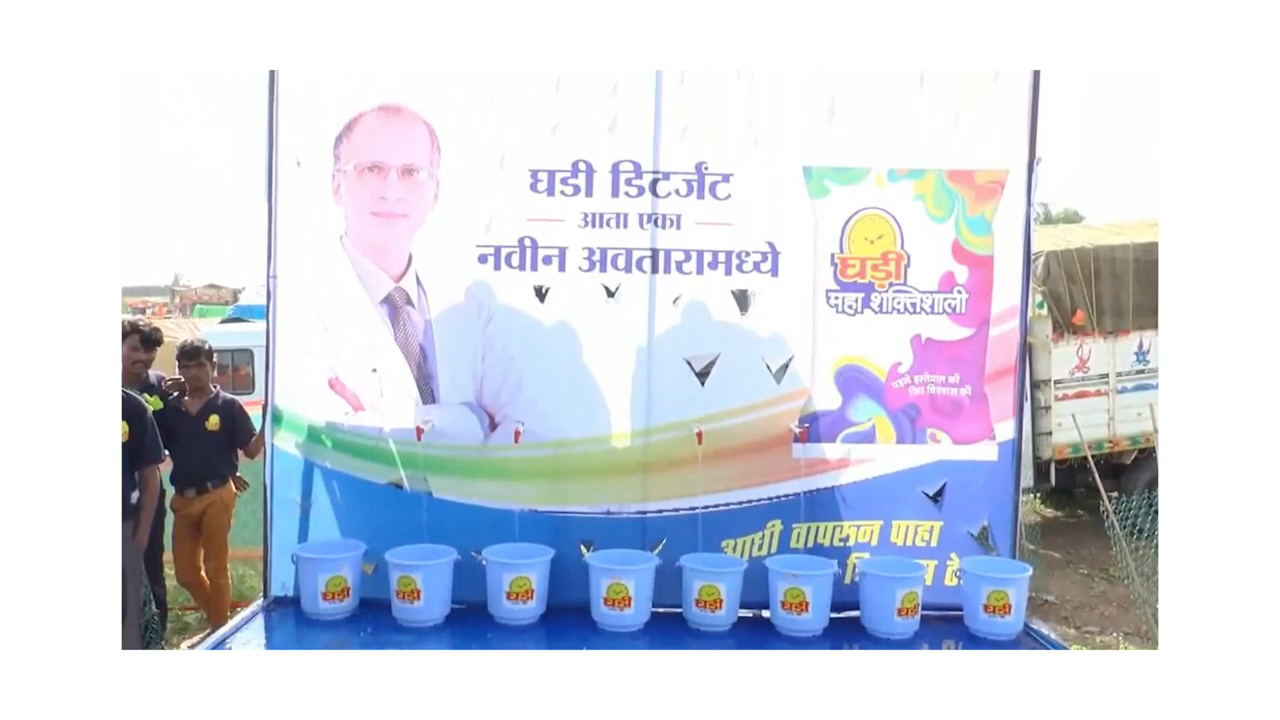 घडी डिटर्जंट
आता एका
नवीन अवतारामध्ये
घड़ी
महा शक्तिशाली
पहले इस्तेमाल करें
फिर विश्वास करें
आधी वापरून पाहा
घड़ी
घड़ी
घड़ी
घड़ी
घड़ी
घड़ी
घड़ी
घड़ी